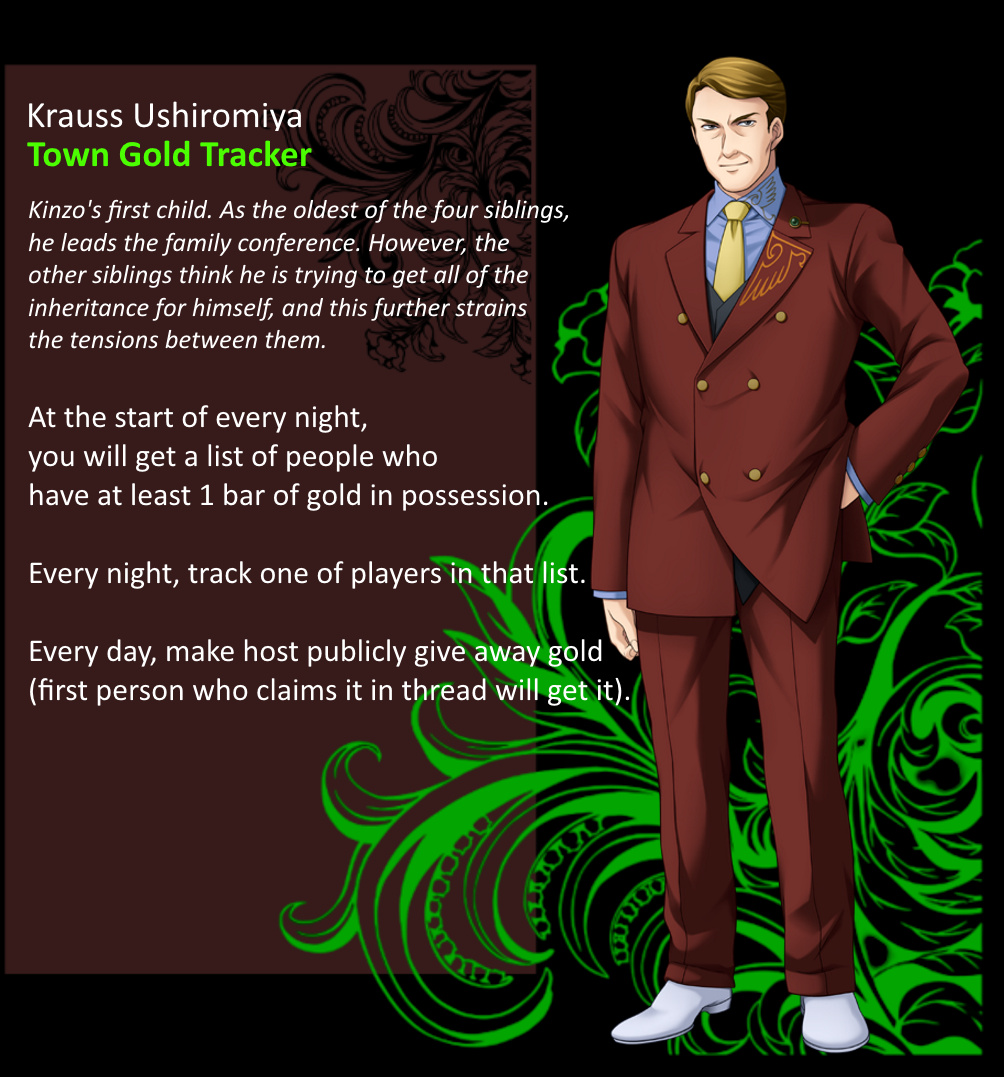 Krauss Ushiromiya
Town Gold Tracker
Kinzo's first child. As the oldest of the four siblings,
he leads the family conference. However, the
other siblings think he is trying to get all of the
inheritance for himself, and this further strains
the tensions between them.
At the start of every night,
you will get a list of people who
have at least 1 bar of gold in possession.
Every night, track one of players in that list.
Every day, make host publicly give away gold
(first person who claims it in thread will get it).